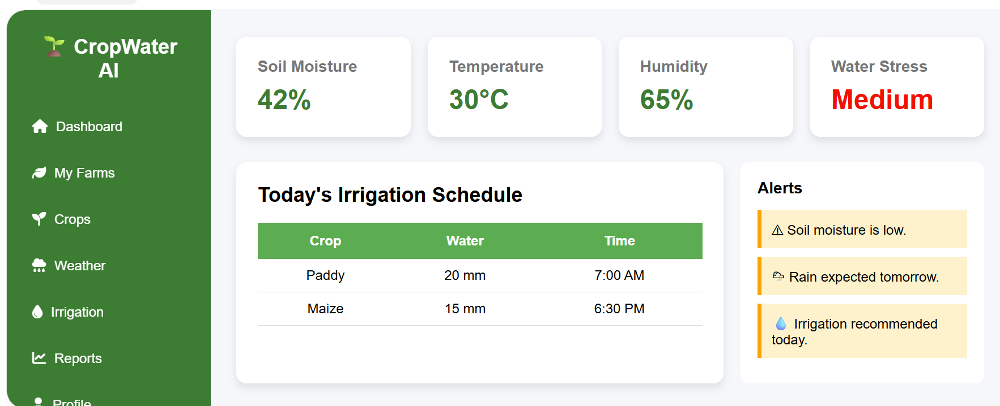 CropWater
AI
Dashboard
My Farms
Crops
Weather
Irrigation
Reports
Profile
Soil Moisture
42%
Temperature
30°C
Humidity
65%
Water Stress
Medium
Today's Irrigation Schedule
Crop Water Time
Paddy 20 mm 7:00 AM
Maize 15 mm 6:30 PM
Alerts
⚠ Soil moisture is low.
🌦 Rain expected tomorrow.
💧 Irrigation recommended
today.